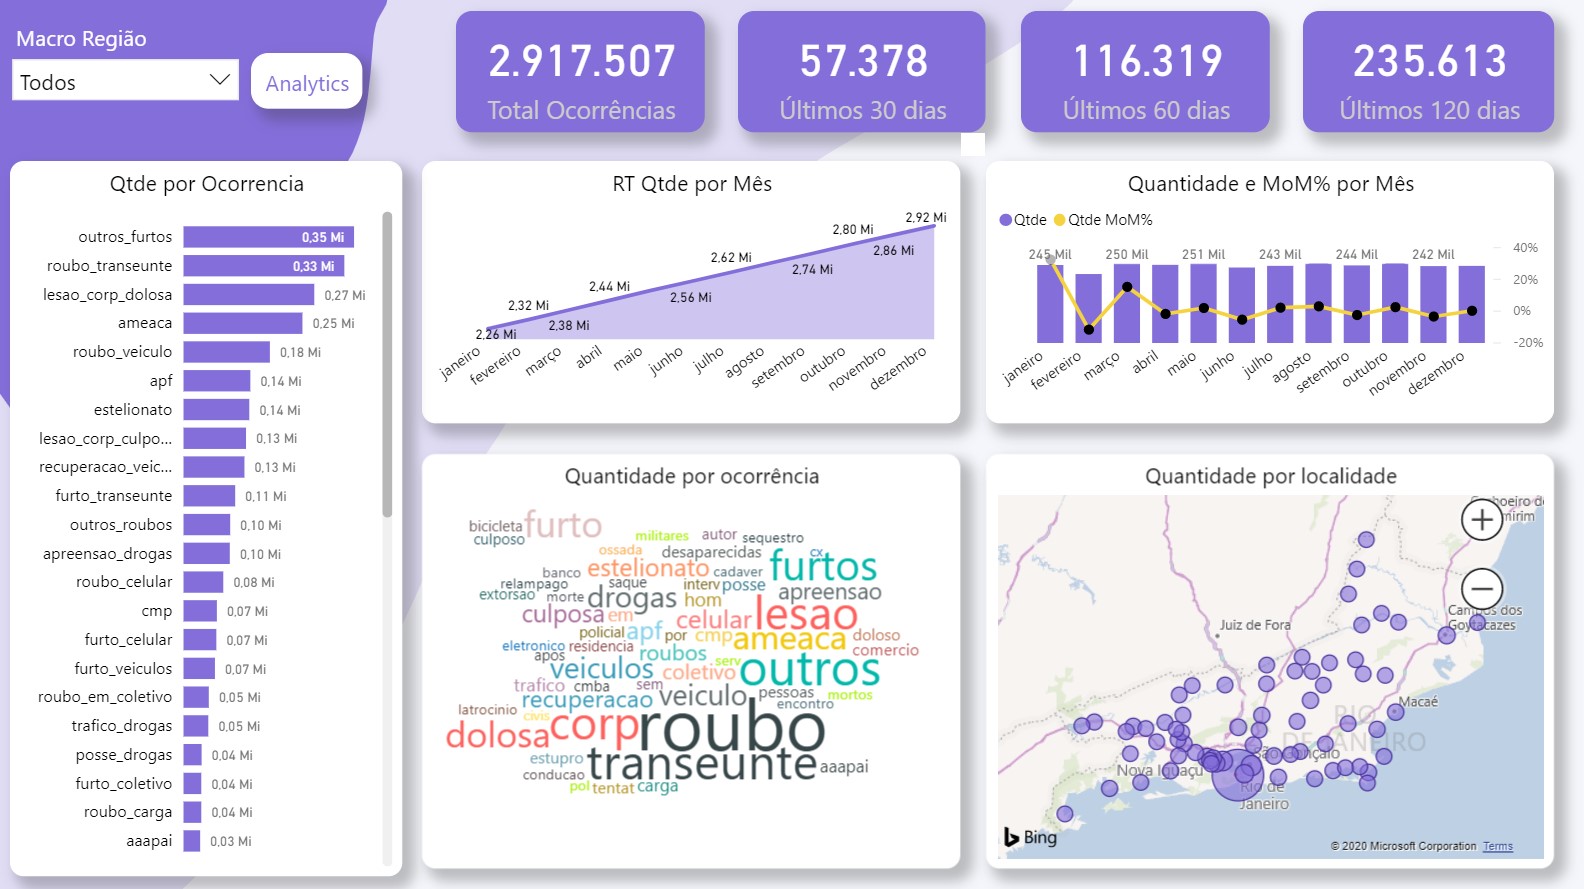 Macro Região
Todos
Analytics
2.917.507
Total Ocorrências
57.378
Últimos 30 dias
116.319
Últimos 60 dias
235.613
Últimos 120 dias
Qtde por Ocorrencia
outros_furtos 0,35 Mi
roubo_transeunte 0,33 Mi
lesao_corp_dolosa 0,27 Mi
ameaca 0,25 Mi
roubo_veiculo 0,18 Mi
apf 0,14 Mi
estelionato 0,14 Mi
lesao_corp_culpo... 0,13 Mi
recuperacao_veic... 0,13 Mi
furto_transeunte 0,11 Mi
outros_roubos 0,10 Mi
apreensao_drogas 0,10 Mi
roubo_celular 0,08 Mi
cmp 0,07 Mi
furto_celular 0,07 Mi
furto_veiculos 0,07 Mi
roubo_em_coletivo 0,05 Mi
trafico_drogas 0,05 Mi
posse_drogas 0,04 Mi
furto_coletivo 0,04 Mi
roubo_carga 0,04 Mi
aaapai 0,03 Mi
RT Qtde por Mês
2,26 Mi
2,32 Mi
2,38 Mi
2,44 Mi
2,56 Mi
2,62 Mi
2,74 Mi
2,80 Mi
2,86 Mi
2,92 Mi
janeiro fevereiro março abril maio junho julho agosto setembro outubro novembro dezembro
Quantidade e MoM% por Mês
Qtde Qtde MoM%
245 Mil 250 Mil 251 Mil 243 Mil 244 Mil 242 Mil
40%
20%
0%
-20%
janeiro fevereiro março abril maio junho julho agosto setembro outubro novembro dezembro
Quantidade por ocorrência
bicicleta furto
culposo militares autor sequestro
ossada desaparecidas cx
banco estelionato cadaver furtos
relampago saque interv posse
extorsao morte drogas hom apreensao
culposa em celular lesao
policial apf por cmp ameaca doloso
eletronico residencia comercio
apos roubos serv
veiculos coletivo outros
trafico cmba sem
recuperacao veiculo pessoas mortos
encontro
latrocinio civis
dolosa corp roubo
estupro transeunte aaapai
conducao
pol tentat carga
Quantidade por localidade
Juiz de Fora
Campos dos
Goytacazes
Macaé
RIO
DE JANEIRO
São Gonçalo
Nova Iguaçu
Rio de
Janeiro
Bing
© 2020 Microsoft Corporation Terms